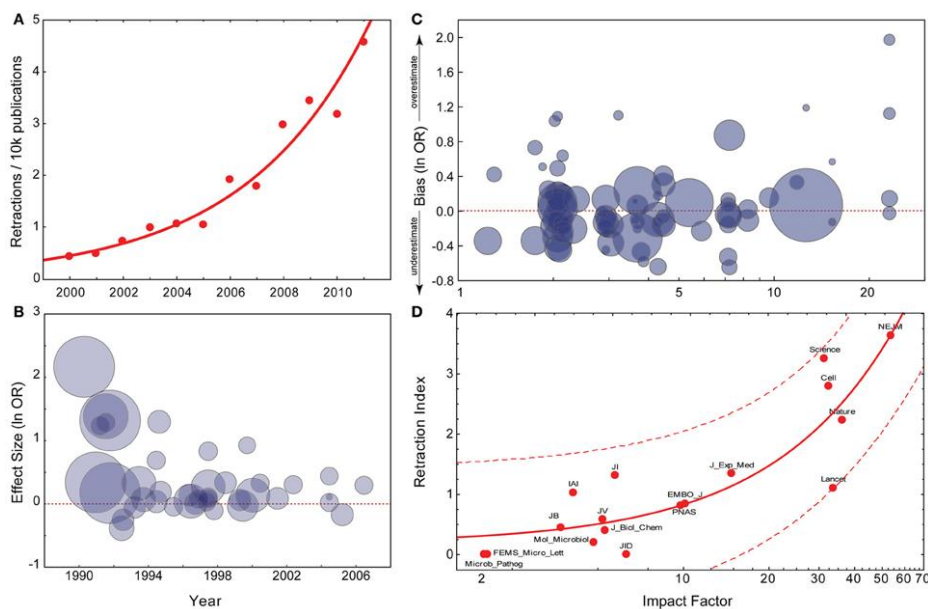 A
Retractions / 10k publications
5
4
3
2
1
0
2000
2002
2004
2006
2008
2010
B
Effect Size (ln OR)
3
2
1
0
-1
1990
1994
1998
2002
2006
Year
C
Bias (ln OR)
overestimate
underestimate
2.0
1.6
1.2
0.8
0.4
0.0
-0.4
-0.8
1
5
10
20
D
Retraction Index
4
3
2
1
0
NEJM
Science
Cell
Nature
J_Exp_Med
JI
Lancet
IAI
EMBO_J
PNAS
JV
JB
J_Biol_Chem
Mol_Microbiol
JID
FEMS_Micro_Lett
Microb_Pathog
2
10
20
30
40
50
60
70
Impact Factor